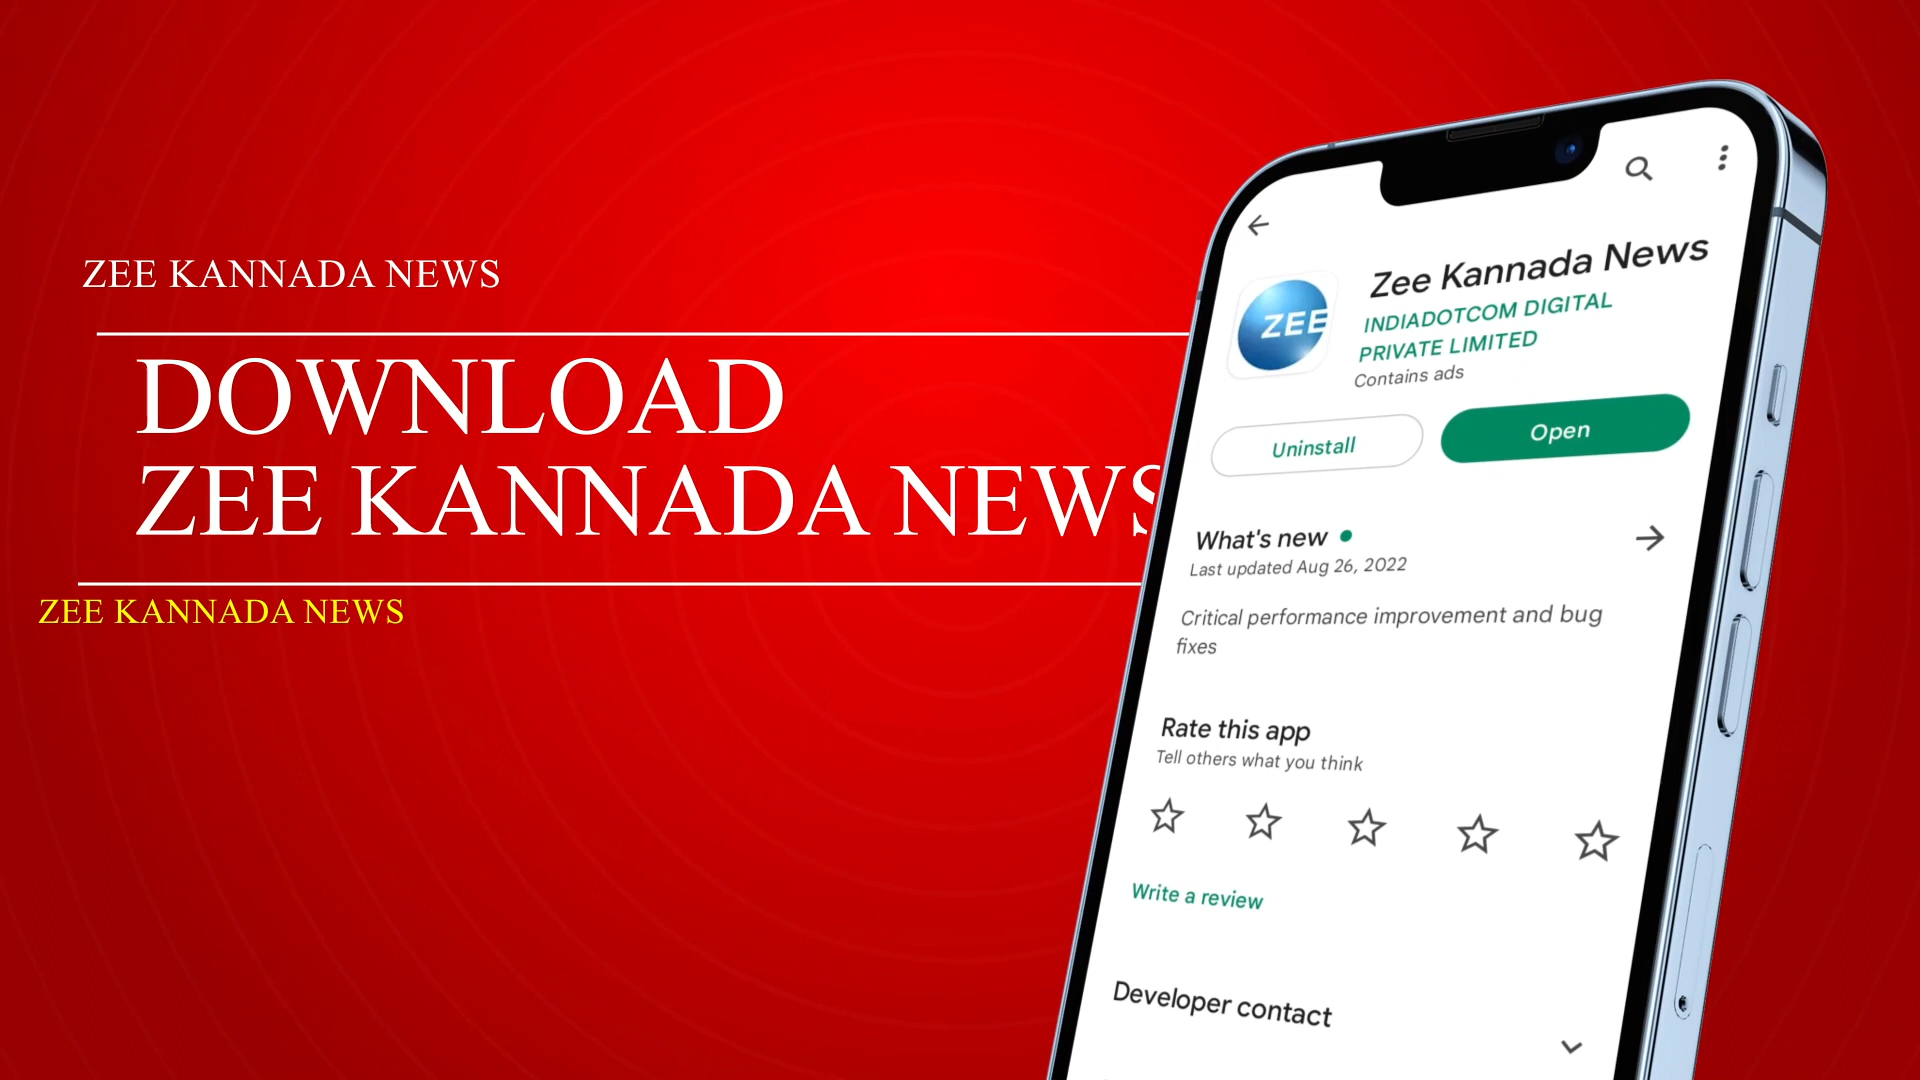 ZEE KANNADA NEWS
DOWNLOAD
ZEE KANNADA NEWS
ZEE KANNADA NEWS
ZEE
Zee Kannada News
INDIADOTCOM DIGITAL
PRIVATE LIMITED
Contains ads
Uninstall
Open
What's new
Last updated Aug 26, 2022
Critical performance improvement and bug
fixes
Rate this app
Tell others what you think
Write a review
Developer contact